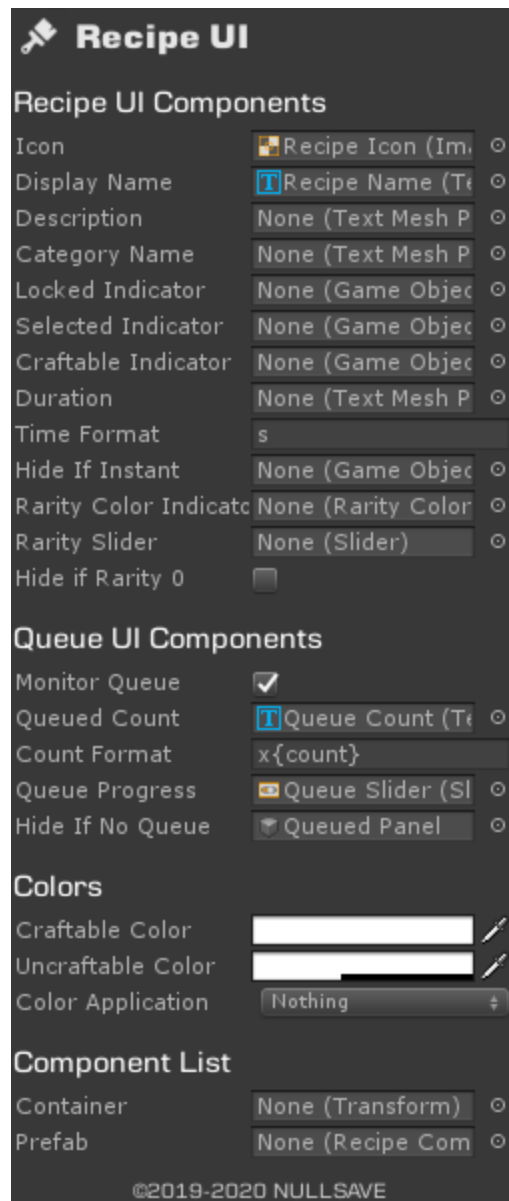 Recipe UI
Recipe UI Components
Icon Recipe Icon (Im
Display Name Recipe Name (Te
Description None (Text Mesh P
Category Name None (Text Mesh P
Locked Indicator None (Game Objec
Selected Indicator None (Game Objec
Craftable Indicator None (Game Objec
Duration None (Text Mesh P
Time Format s
Hide If Instant None (Game Objec
Rarity Color Indicato None (Rarity Color
Rarity Slider None (Slider)
Hide if Rarity 0
Queue UI Components
Monitor Queue
Queued Count T Queue Count (Te
Count Format x{count}
Queue Progress Queue Slider (Sl
Hide If No Queue Queued Panel
Colors
Craftable Color
Uncraftable Color
Color Application Nothing
Component List
Container None (Transform)
Prefab None (Recipe Com
©2019-2020 NULLSAVE